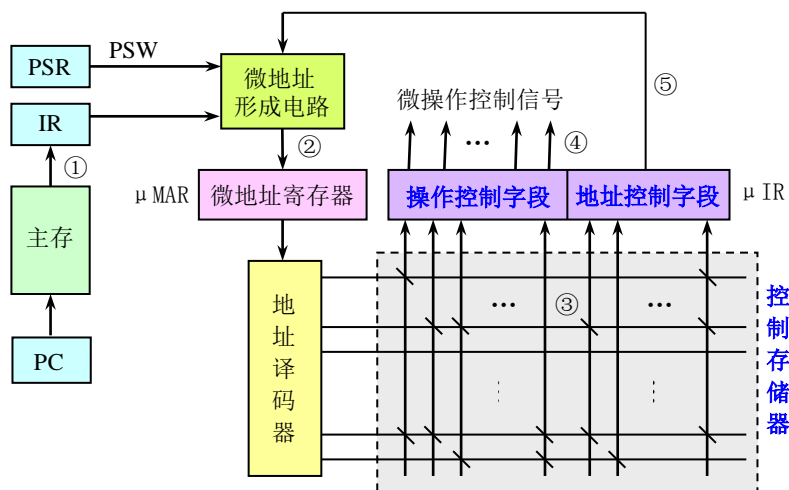 PSR
PSW
微地址
形成电路
⑤
IR
微操作控制信号
①
②
...
④
μMAR
微地址寄存器
操作控制字段
地址控制字段
μIR
主存
地址译码器
...
③
...
控制存储器
PC